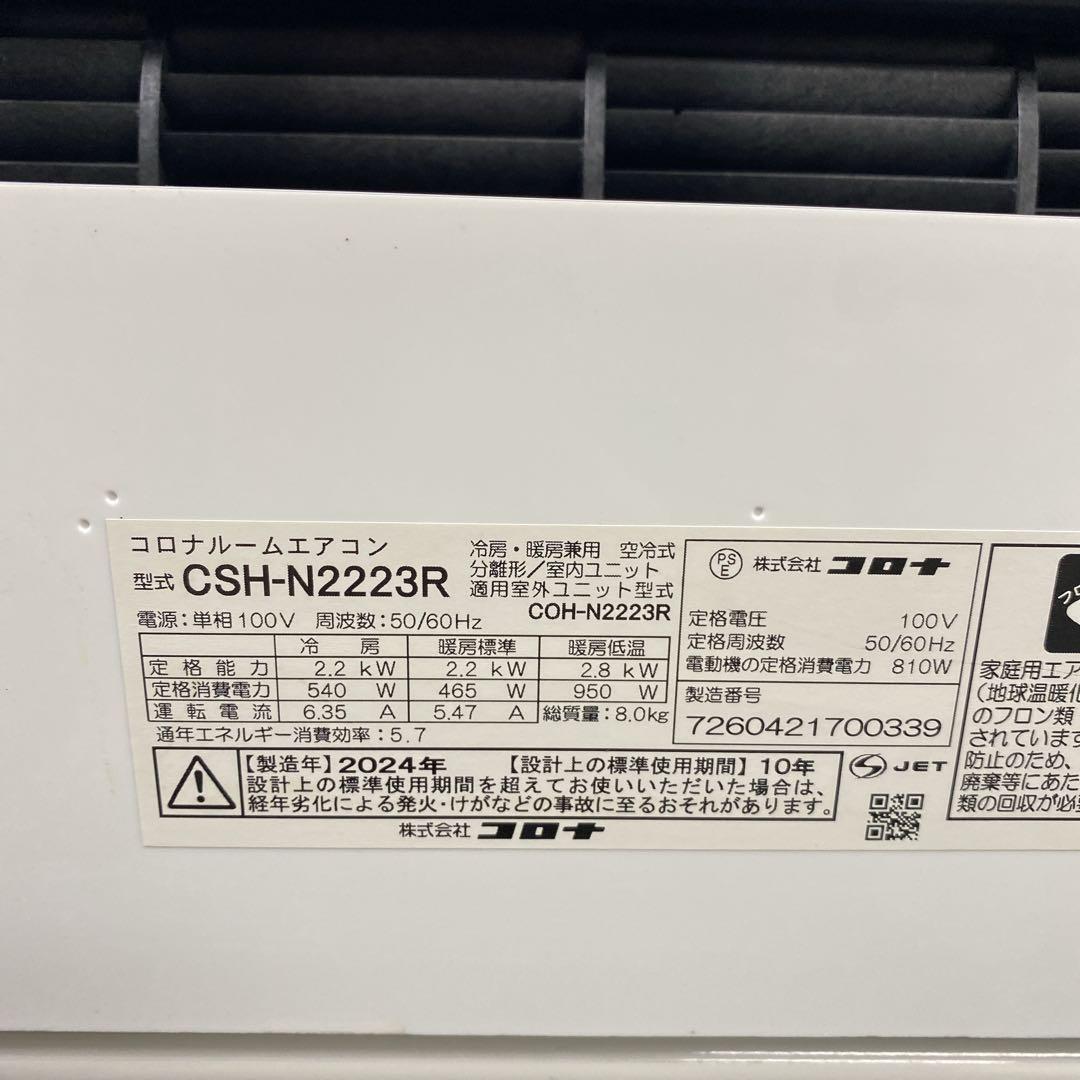 コロナルームエアコン
型式 CSH-N2223R
冷房・暖房兼用 空冷式
分離形/室内ユニット
適用室外ユニット型式
COH-N2223R
電源:単相100V 周波数:50/60Hz
冷房 暖房標準 暖房低温
定格能力 2.2 kW 2.2 kW 2.8 kW
定格消費電力 540 W 465 W 950 W
運転電流 6.35 A 5.47 A 総質量:8.0kg
通年エネルギー消費効率:5.7
【製造年】2024年 【設計上の標準使用期間】10年
設計上の標準使用期間を超えてお使いいただいた場合は、
経年劣化による発火・けがなどの事故に至るおそれがあります。
株式会社 コロナ
PSE 株式会社 コロナ
定格電圧 100V
定格周波数 50/60Hz
電動機の定格消費電力 810W
製造番号
7260421700339
JET
家庭用エア
(地球温暖化
のフロン類
されています
防止のため、
廃棄等にあた
類の回収が必